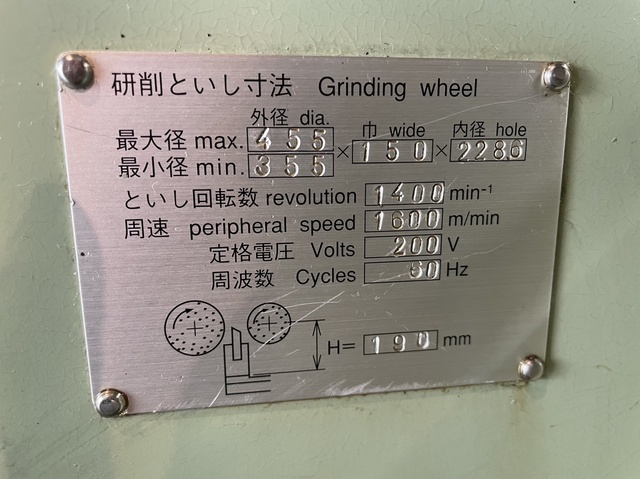 研削といし寸法 Grinding wheel
外径 dia. 巾 wide 内径 hole
最大径 max. 455 × 150 × 228.6
最小径 min. 355
といし回転数 revolution 1400 min-1
周速 peripheral speed 1600 m/min
定格電圧 Volts 200 V
周波数 Cycles 60 Hz
H= 190 mm